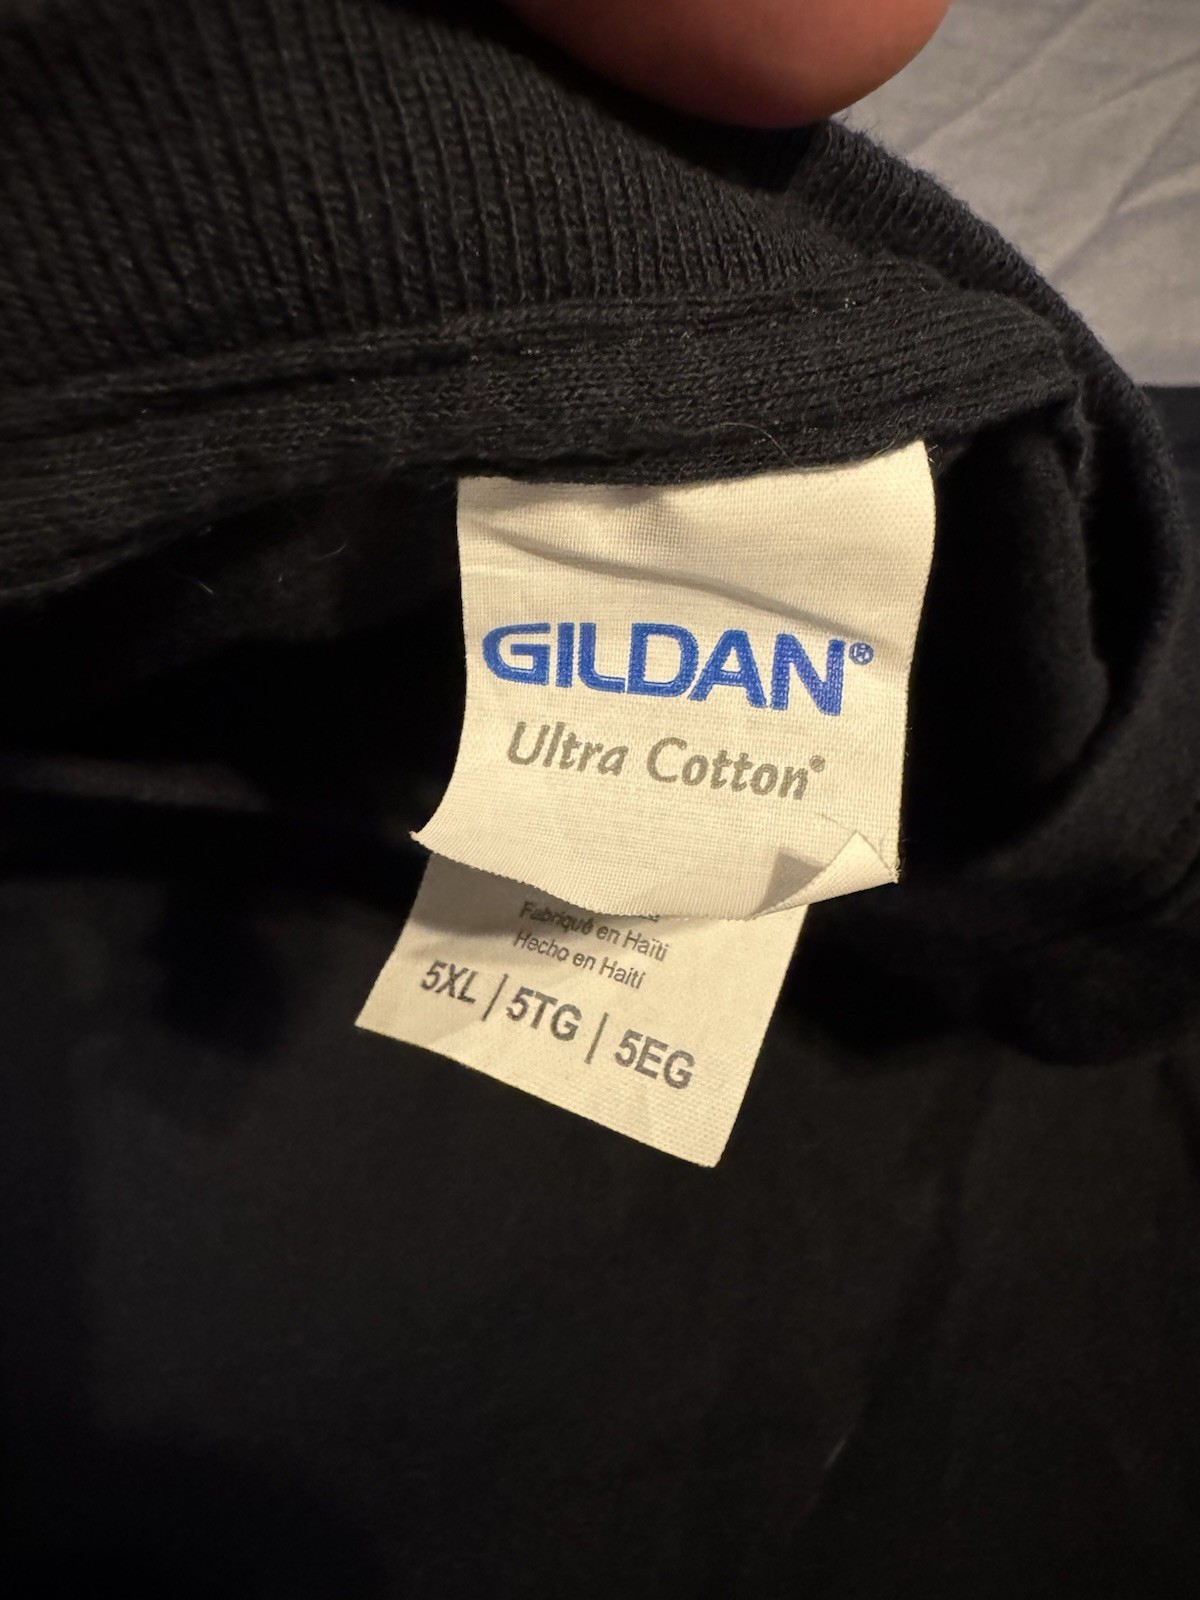 GILDAN®
Ultra Cotton®
Fabriqué en Haïti
Hecho en Haití
5XL | 5TG | 5EG